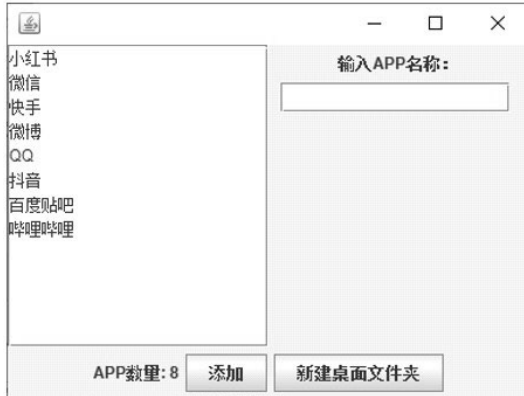 小红书
微信
快手
微博
QQ
抖音
百度贴吧
哔哩哔哩
输入APP名称：
APP数量: 8
添加
新建桌面文件夹